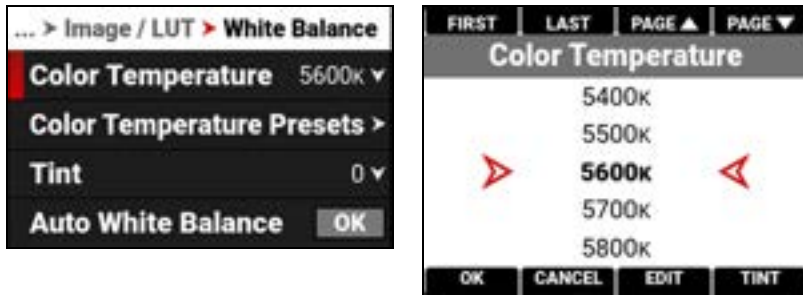 ... > Image / LUT > White Balance
Color Temperature 5600K
Color Temperature Presets >
Tint 0
Auto White Balance OK
FIRST LAST PAGE ▲ PAGE ▼
Color Temperature
5400K
5500K
5600K
5700K
5800K
OK CANCEL EDIT TINT